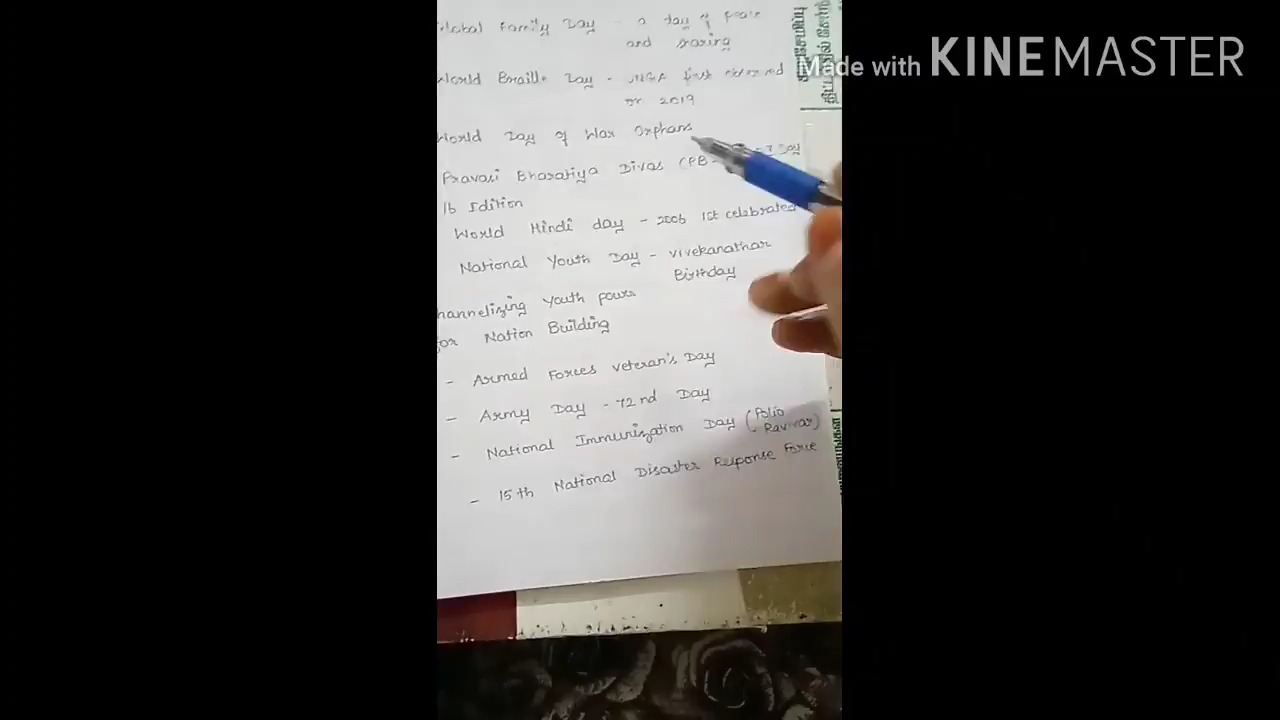 Global Family Day - a day of peace
and sharing
World Braille Day - UNGA first observed
on 2019
World Day of War Orphans
Pravasi Bharatiya Divas (PB
Day
16 Edition
World Hindi day - 2006 1st celebrated
National Youth Day - vivekanathar
Birthday
hannelizing Youth power
for Nation Building
- Armed Forces veteran's Day
- Army Day - 72nd Day
- National Immunization Day (Polio
Ravivar)
- 15th National Disaster Response Force
Made with KINEMASTER